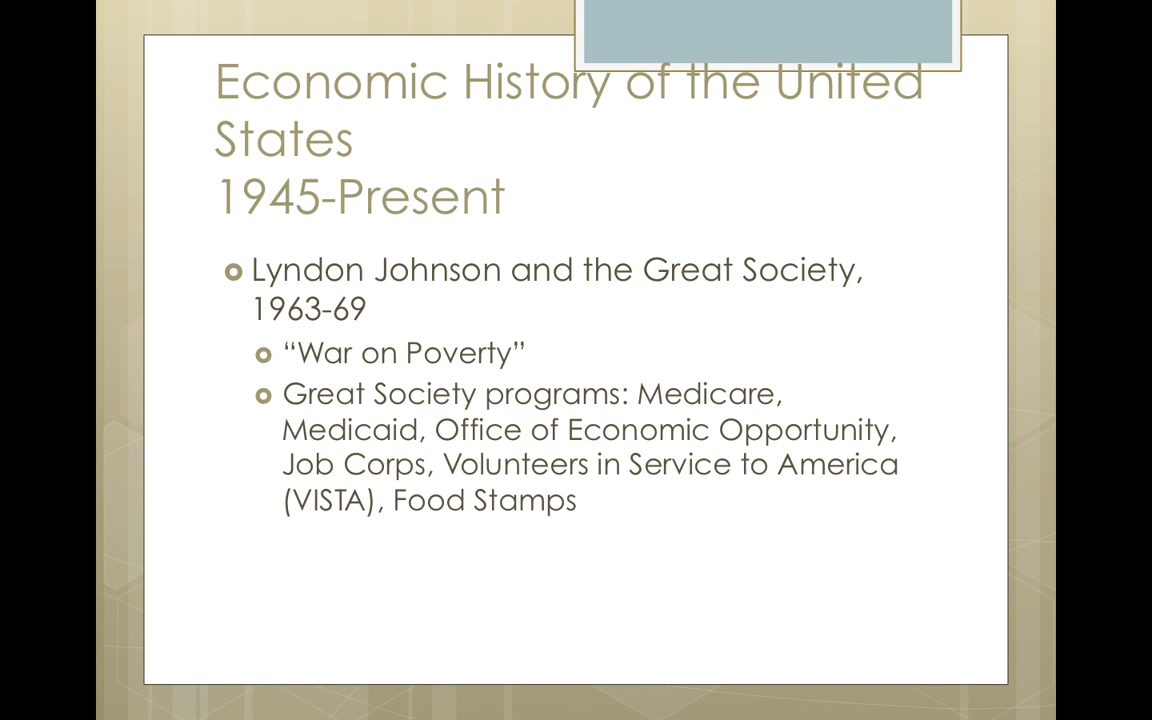 Economic History of the United
States
1945-Present
Lyndon Johnson and the Great Society,
1963-69
“War on Poverty”
Great Society programs: Medicare,
Medicaid, Office of Economic Opportunity,
Job Corps, Volunteers in Service to America
(VISTA), Food Stamps